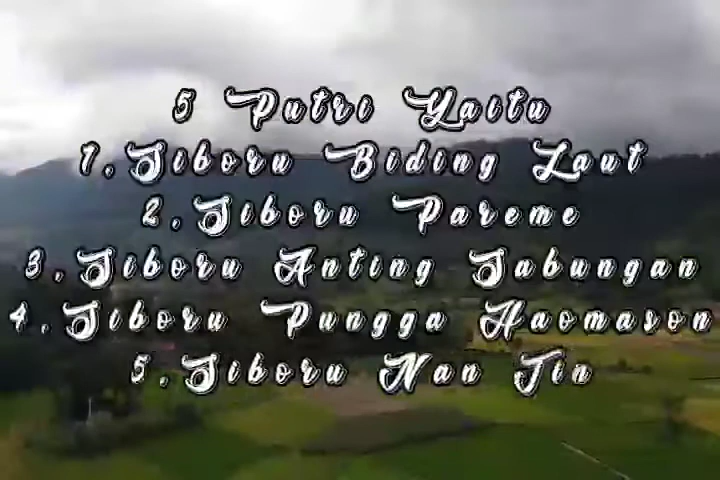 5 Putri Yaitu
1.Siboru Biding Laut
2.Siboru Pareme
3.Siboru Anting Sabungan
4.Siboru Pungga Haomason
5.Siboru Nan Tin